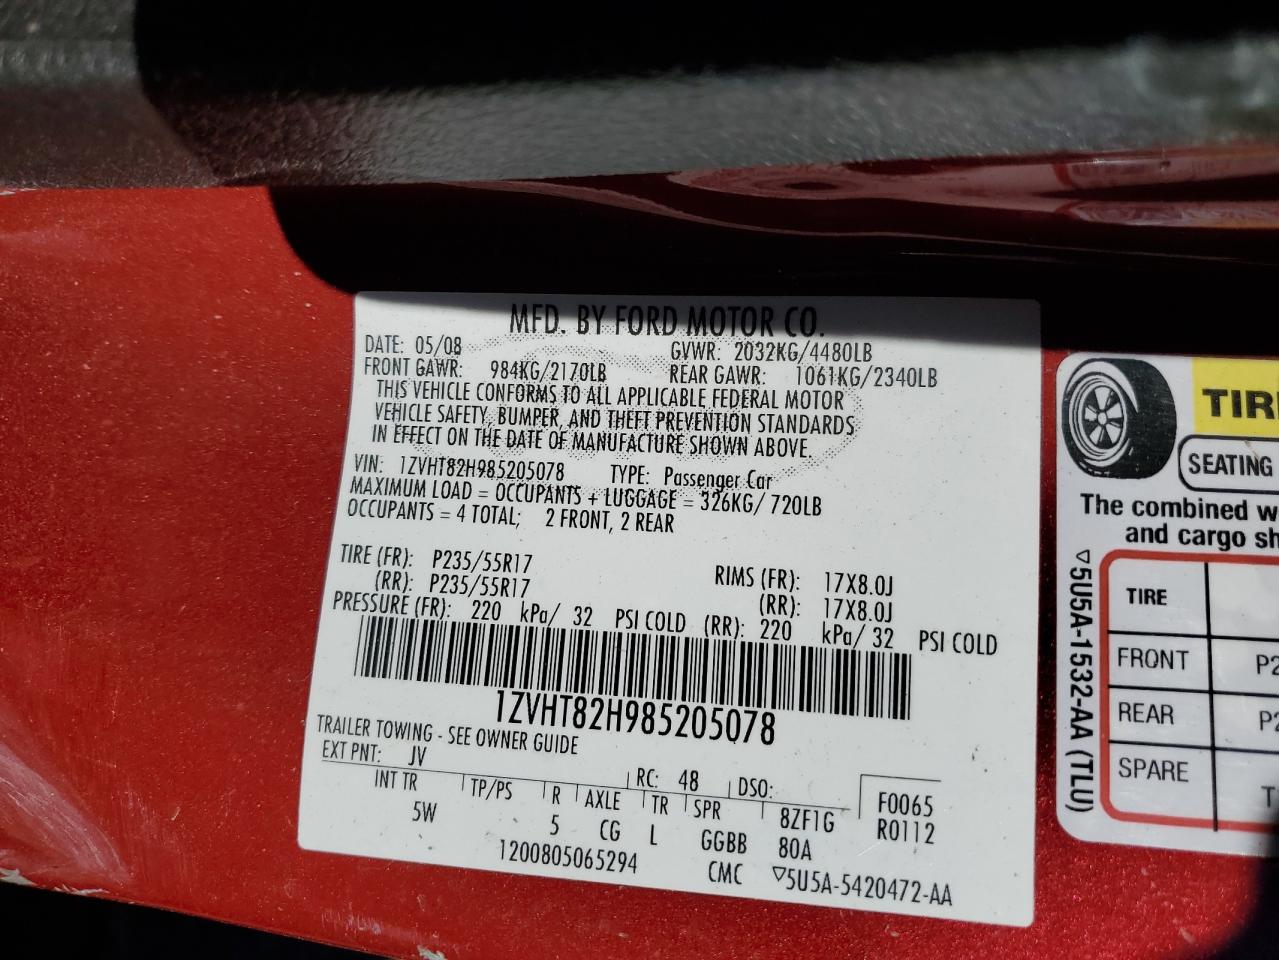 MFD. BY FORD MOTOR CO.
DATE: 05/08 GVWR: 2032KG/4480LB
FRONT GAWR: 984KG/2170LB REAR GAWR: 1061KG/2340LB
THIS VEHICLE CONFORMS TO ALL APPLICABLE FEDERAL MOTOR
VEHICLE SAFETY, BUMPER, AND THEFT PREVENTION STANDARDS
IN EFFECT ON THE DATE OF MANUFACTURE SHOWN ABOVE.
VIN: 1ZVHT82H985205078 TYPE: Passenger Car
MAXIMUM LOAD = OCCUPANTS + LUGGAGE = 326KG/ 720LB
OCCUPANTS = 4 TOTAL; 2 FRONT, 2 REAR
TIRE (FR): P235/55R17 RIMS (FR): 17X8.0J
(RR): P235/55R17 (RR): 17X8.0J
PRESSURE (FR): 220 kPa/ 32 PSI COLD (RR): 220 kPa/ 32 PSI COLD
1ZVHT82H985205078
TRAILER TOWING - SEE OWNER GUIDE
EXT PNT: JV RC: 48 DSO: F0065
INT TR TP/PS R AXLE TR SPR 8ZF1G R0112
5W 5 CG L GGBB 80A
1200805065294 CMC ▽5U5A-5420472-AA
TIR
SEATING
The combined w
and cargo sh
TIRE
FRONT P2
REAR P2
SPARE T
▽5U5A-1532-AA (TLU)